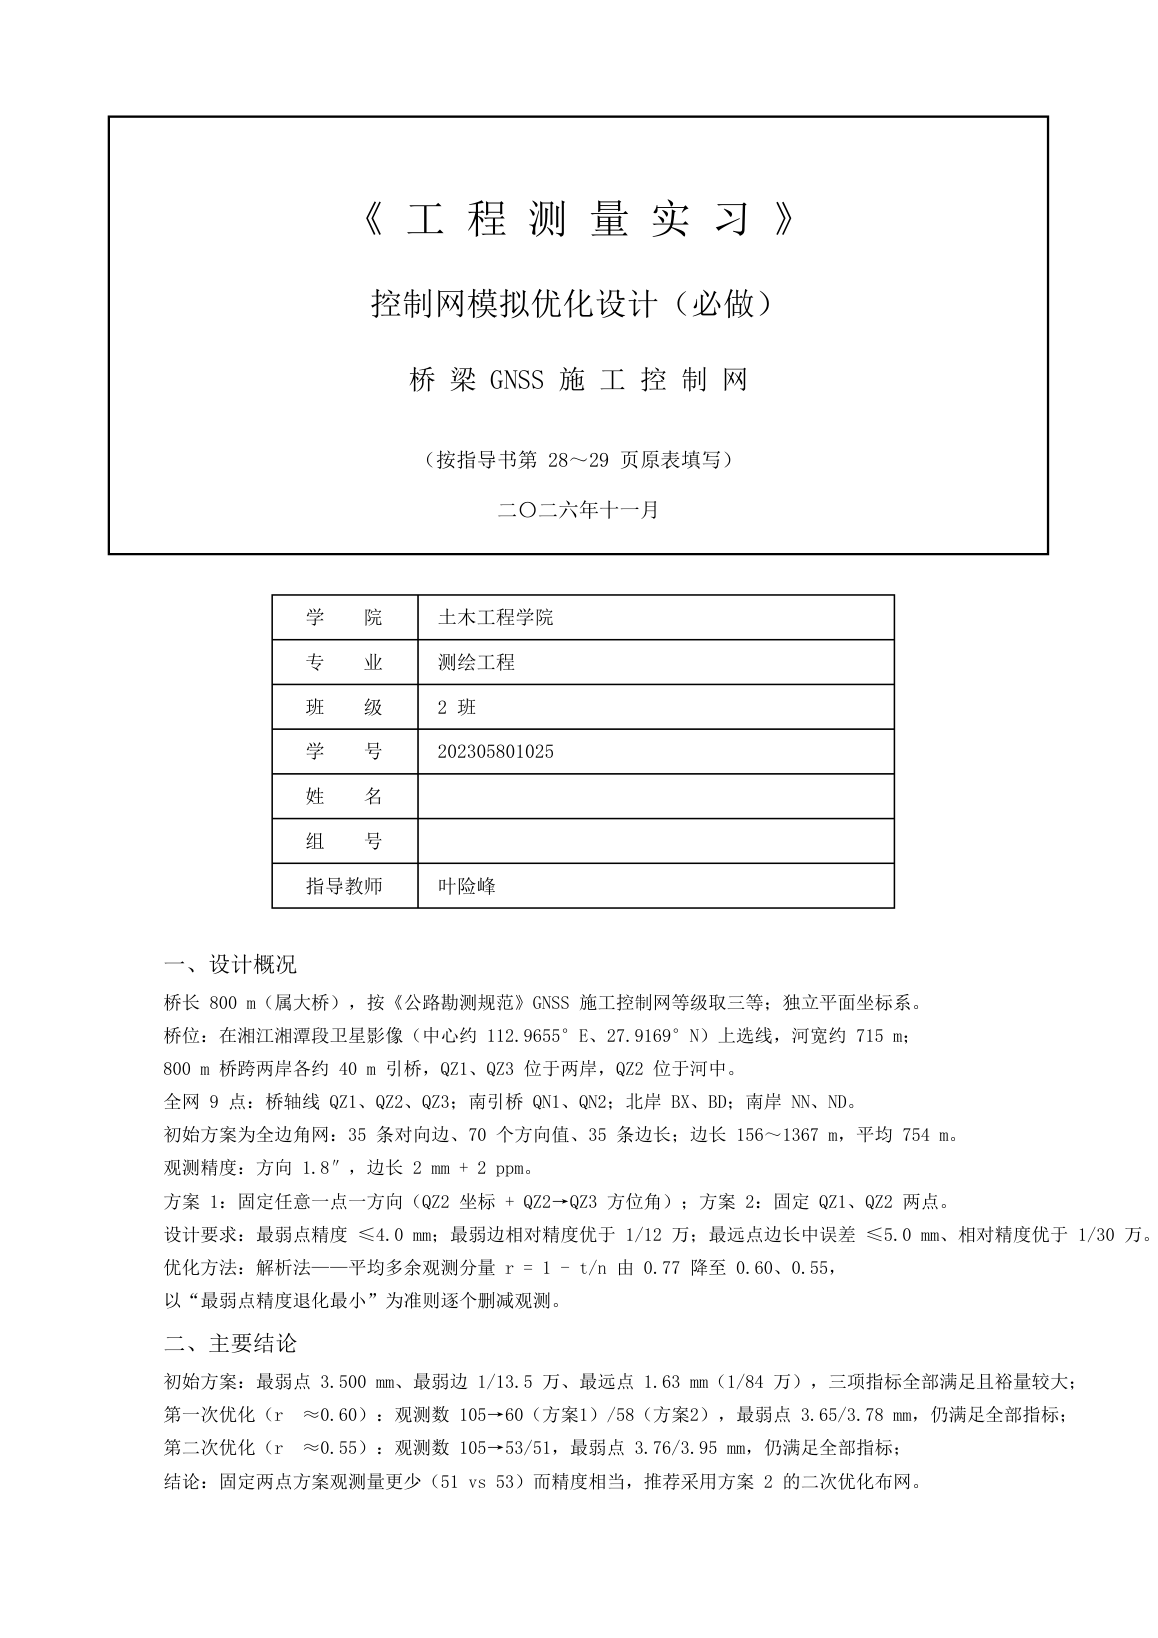 《 工 程 测 量 实 习 》
控制网模拟优化设计（必做）
桥 梁 GNSS 施 工 控 制 网
（按指导书第 28～29 页原表填写）
二〇二六年十一月
学 院 土木工程学院
专 业 测绘工程
班 级 2 班
学 号 202305801025
姓 名
组 号
指导教师 叶险峰
一、设计概况
桥长 800 m（属大桥），按《公路勘测规范》GNSS 施工控制网等级取三等；独立平面坐标系。
桥位：在湘江湘潭段卫星影像（中心约 112.9655°E、27.9169°N）上选线，河宽约 715 m；
800 m 桥跨两岸各约 40 m 引桥，QZ1、QZ3 位于两岸，QZ2 位于河中。
全网 9 点：桥轴线 QZ1、QZ2、QZ3；南引桥 QN1、QN2；北岸 BX、BD；南岸 NN、ND。
初始方案为全边角网：35 条对向边、70 个方向值、35 条边长；边长 156～1367 m，平均 754 m。
观测精度：方向 1.8″，边长 2 mm + 2 ppm。
方案 1：固定任意一点一方向（QZ2 坐标 + QZ2→QZ3 方位角）；方案 2：固定 QZ1、QZ2 两点。
设计要求：最弱点精度 ≤4.0 mm；最弱边相对精度优于 1/12 万；最远点边长中误差 ≤5.0 mm、相对精度优于 1/30 万。
优化方法：解析法——平均多余观测分量 r = 1 - t/n 由 0.77 降至 0.60、0.55，
以“最弱点精度退化最小”为准则逐个删减观测。
二、主要结论
初始方案：最弱点 3.500 mm、最弱边 1/13.5 万、最远点 1.63 mm（1/84 万），三项指标全部满足且裕量较大；
第一次优化（r ≈0.60）：观测数 105→60（方案1）/58（方案2），最弱点 3.65/3.78 mm，仍满足全部指标；
第二次优化（r ≈0.55）：观测数 105→53/51，最弱点 3.76/3.95 mm，仍满足全部指标；
结论：固定两点方案观测量更少（51 vs 53）而精度相当，推荐采用方案 2 的二次优化布网。